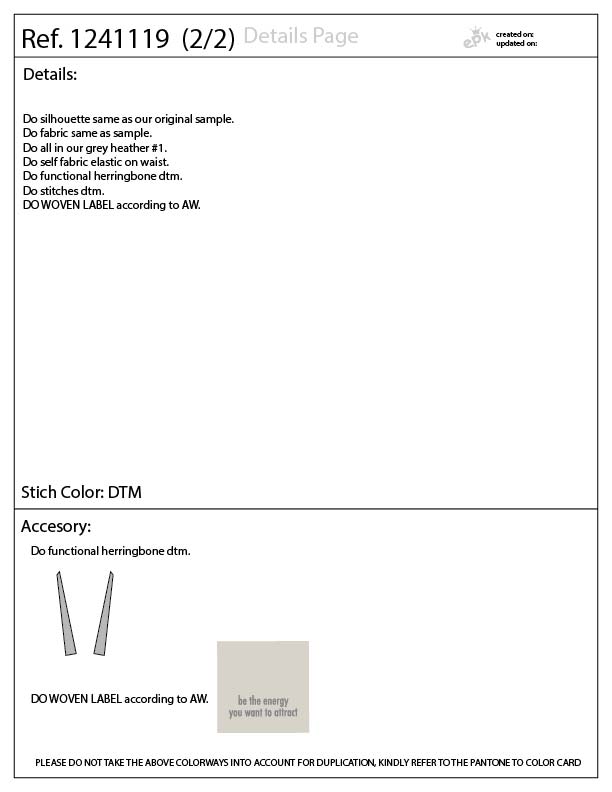 Ref. 1241119 (2/2) Details Page
epk
created on:
updated on:
Details:
Do silhouette same as our original sample.
Do fabric same as sample.
Do all in our grey heather #1.
Do self fabric elastic on waist.
Do functional herringbone dtm.
Do stitches dtm.
DO WOVEN LABEL according to AW.
Stich Color: DTM
Accesory:
Do functional herringbone dtm.
DO WOVEN LABEL according to AW.
be the energy
you want to attract
PLEASE DO NOT TAKE THE ABOVE COLORWAYS INTO ACCOUNT FOR DUPLICATION, KINDLY REFER TO THE PANTONE TO COLOR CARD